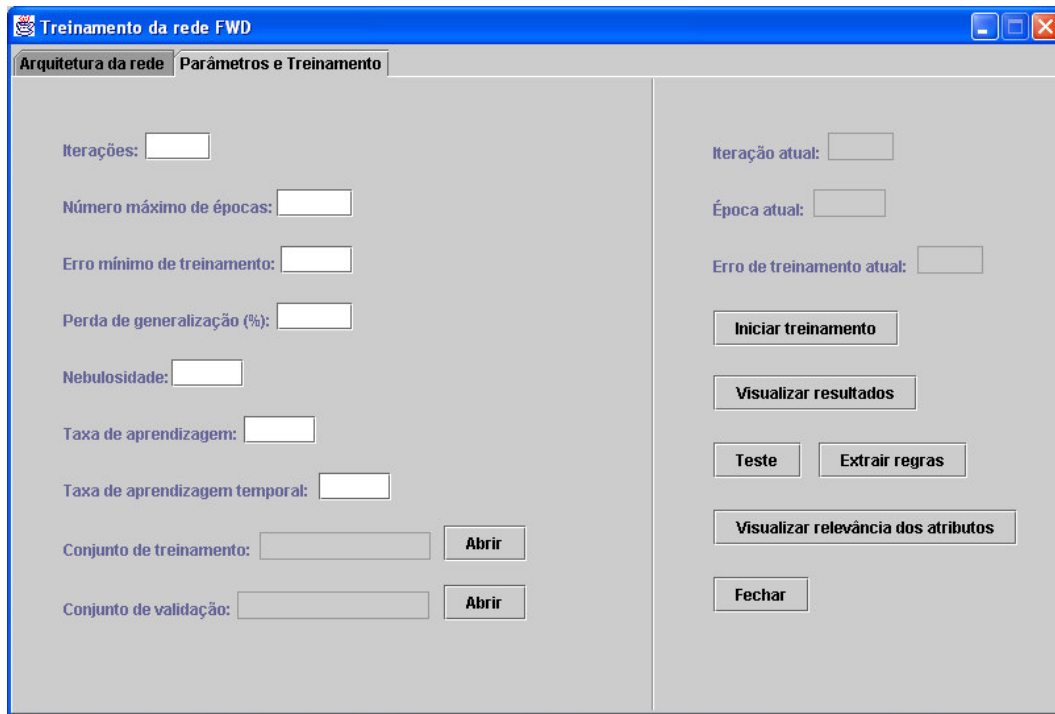 Treinamento da rede FWD
Arquitetura da rede Parâmetros e Treinamento
Iterações:
Número máximo de épocas:
Erro mínimo de treinamento:
Perda de generalização (%):
Nebulosidade:
Taxa de aprendizagem:
Taxa de aprendizagem temporal:
Conjunto de treinamento: Abrir
Conjunto de validação: Abrir
Iteração atual:
Época atual:
Erro de treinamento atual:
Iniciar treinamento
Visualizar resultados
Teste Extrair regras
Visualizar relevância dos atributos
Fechar